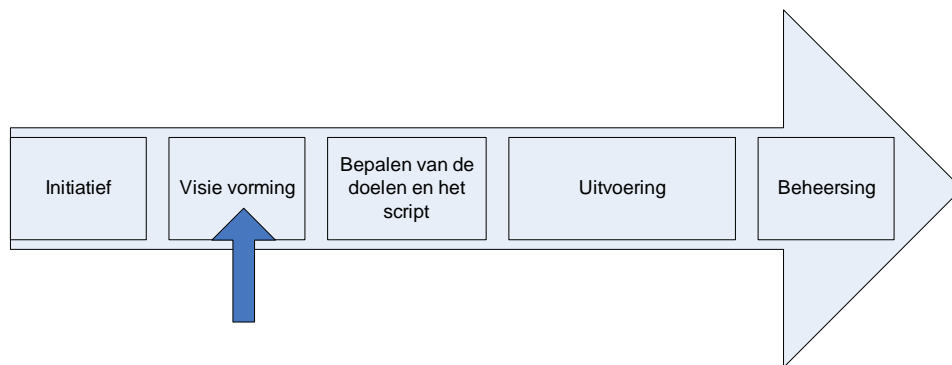 Initiatief
Visie vorming
Bepalen van de
doelen en het
script
Uitvoering
Beheersing